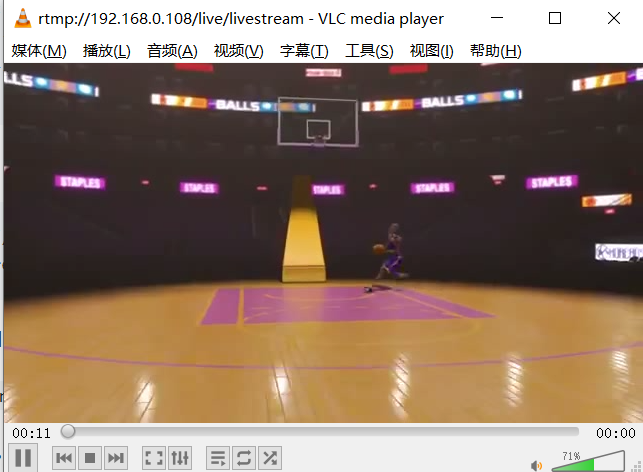 rtmp://192.168.0.108/live/livestream - VLC media player
媒体(M) 播放(L) 音频(A) 视频(V) 字幕(T) 工具(S) 视图(I) 帮助(H)
BALLS BALLS
STAPLES STAPLES STAPLES STAPLES STAPLES
00:11 00:00
71%